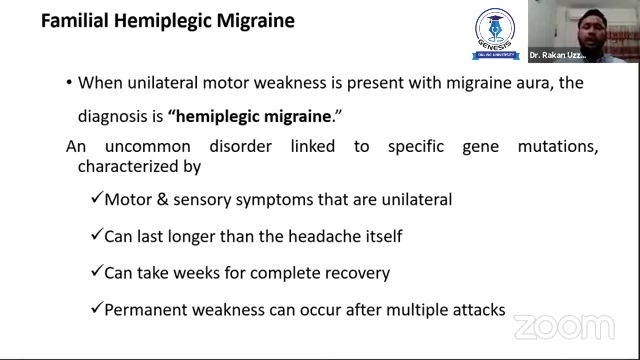 Familial Hemiplegic Migraine
GENESIS
ONLINE UNIVERSITY
Dr. Rakan Uzz...
• When unilateral motor weakness is present with migraine aura, the
diagnosis is “hemiplegic migraine.”
An uncommon disorder linked to specific gene mutations,
characterized by
✓Motor & sensory symptoms that are unilateral
✓Can last longer than the headache itself
✓Can take weeks for complete recovery
✓Permanent weakness can occur after multiple attacks
zoom